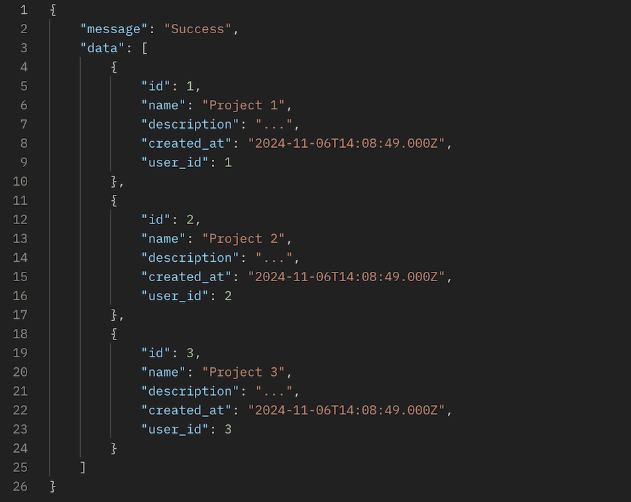 1 {
2     "message": "Success",
3     "data": [
4         {
5             "id": 1,
6             "name": "Project 1",
7             "description": "...",
8             "created_at": "2024-11-06T14:08:49.000Z",
9             "user_id": 1
10         },
11         {
12             "id": 2,
13             "name": "Project 2",
14             "description": "...",
15             "created_at": "2024-11-06T14:08:49.000Z",
16             "user_id": 2
17         },
18         {
19             "id": 3,
20             "name": "Project 3",
21             "description": "...",
22             "created_at": "2024-11-06T14:08:49.000Z",
23             "user_id": 3
24         }
25     ]
26 }